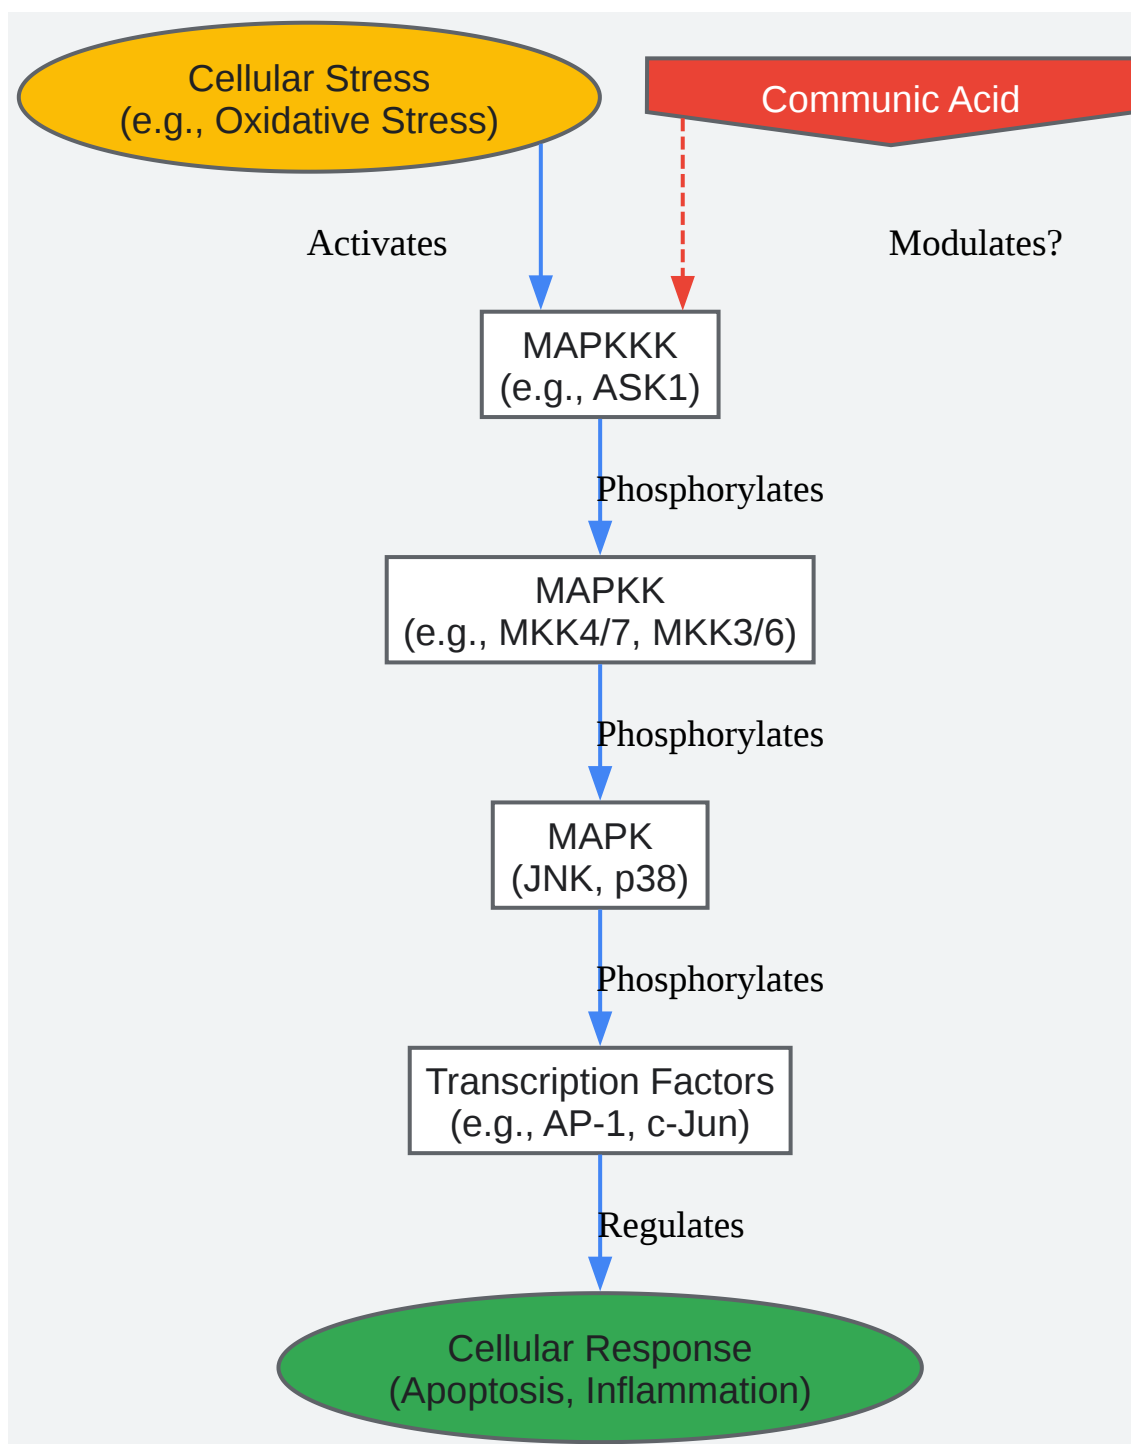 Cellular Stress
(e.g., Oxidative Stress)
Communic Acid
Activates
Modulates?
MAPKKK
(e.g., ASK1)
Phosphorylates
MAPKK
(e.g., MKK4/7, MKK3/6)
Phosphorylates
MAPK
(JNK, p38)
Phosphorylates
Transcription Factors
(e.g., AP-1, c-Jun)
Regulates
Cellular Response
(Apoptosis, Inflammation)